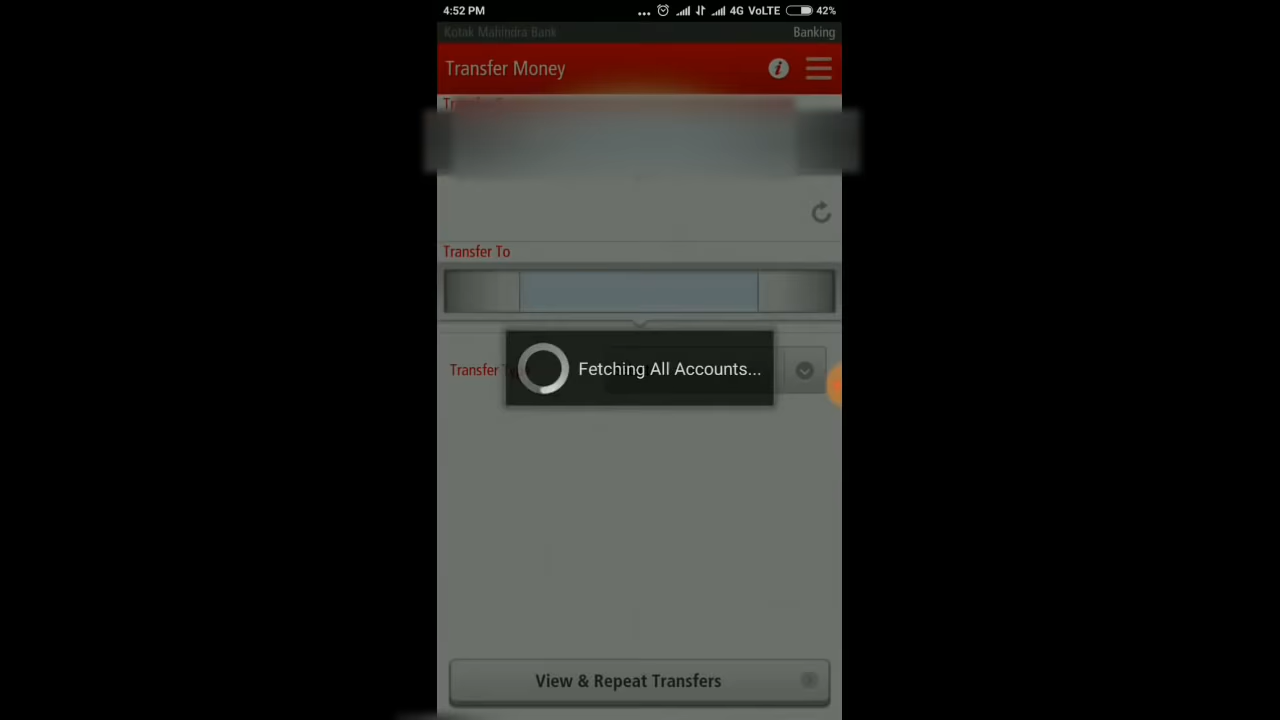 4:52 PM ... 4G VoLTE 42%
Kotak Mahindra Bank Banking
Transfer Money
Transfer To
Fetching All Accounts...
Transfer
View & Repeat Transfers